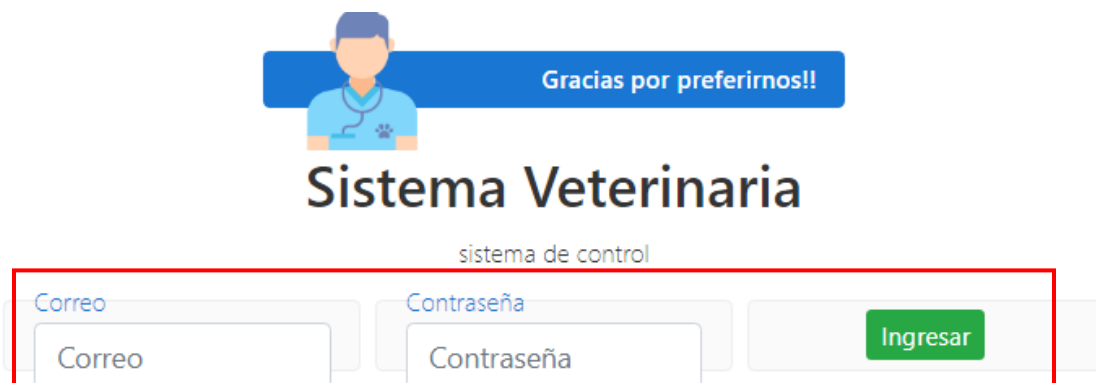 Gracias por preferirnos!!
Sistema Veterinaria
sistema de control
Correo
Contraseña
Correo
Contraseña
Ingresar